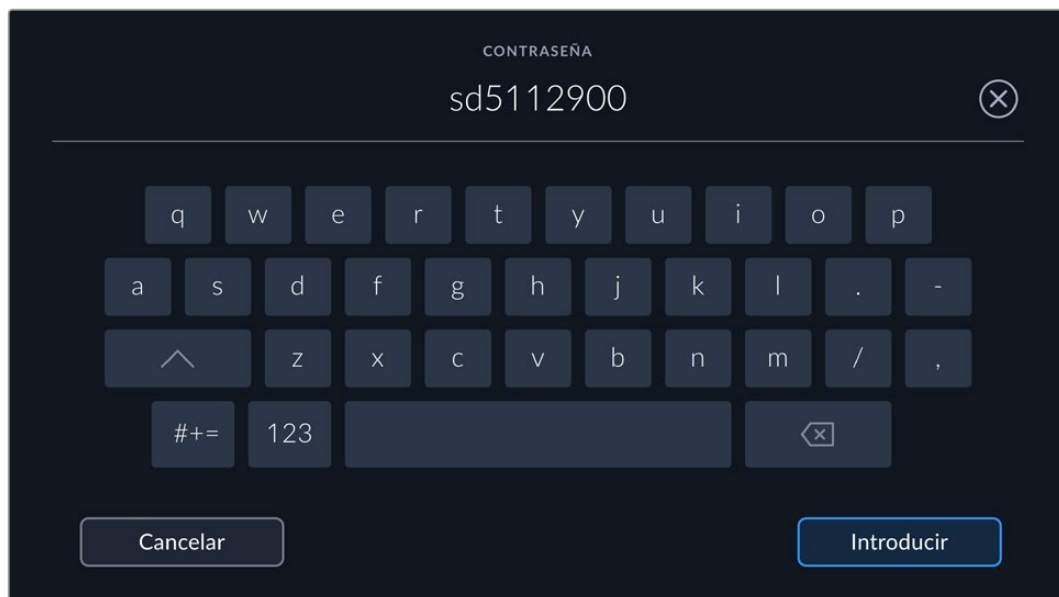 CONTRASEÑA
sd5112900
q w e r t y u i o p
a s d f g h j k l . -
z x c v b n m / ,
#+= 123
Cancelar Introducir